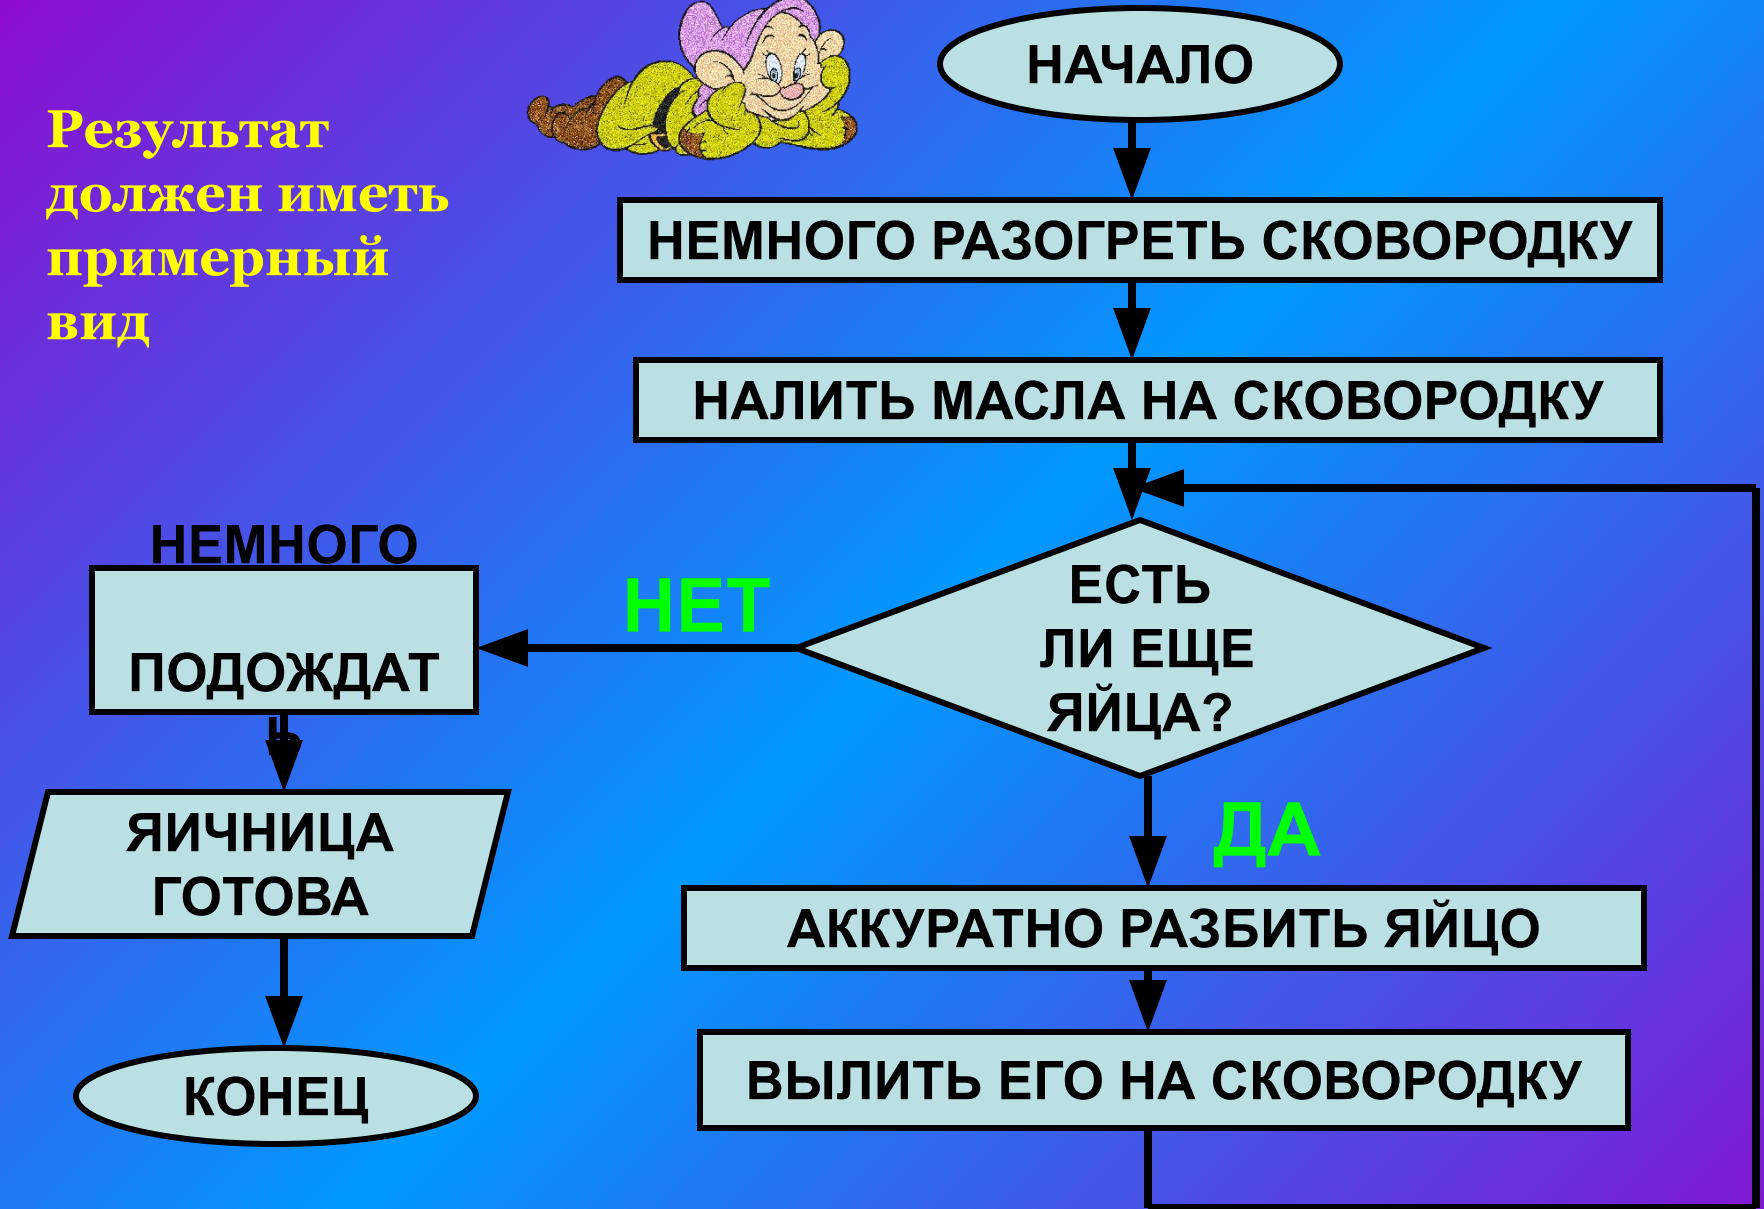 Результат
должен иметь
примерный
вид
НАЧАЛО
НЕМНОГО РАЗОГРЕТЬ СКОВОРОДКУ
НАЛИТЬ МАСЛА НА СКОВОРОДКУ
ЕСТЬ
ЛИ ЕЩЕ
ЯЙЦА?
НЕТ
НЕМНОГО
ПОДОЖДАТ
Ь
ЯИЧНИЦА
ГОТОВА
КОНЕЦ
ДА
АККУРАТНО РАЗБИТЬ ЯЙЦО
ВЫЛИТЬ ЕГО НА СКОВОРОДКУ